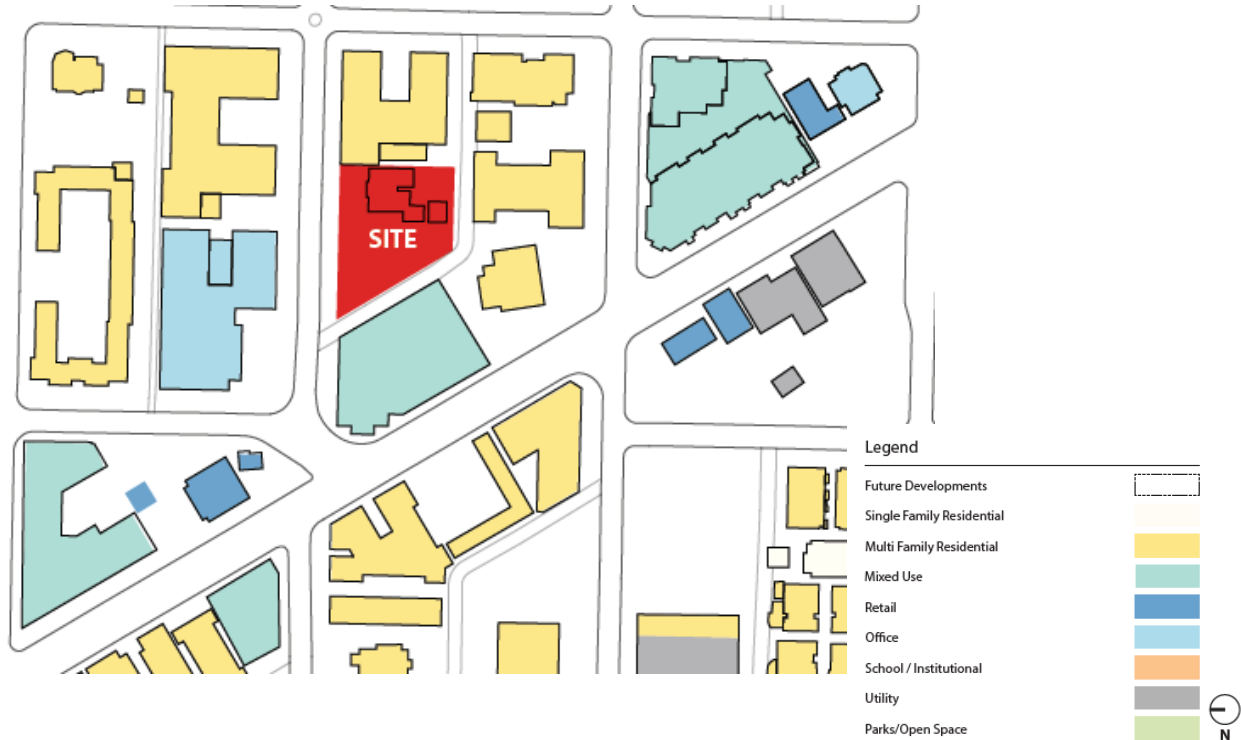 SITE
Legend
Future Developments
Single Family Residential
Multi Family Residential
Mixed Use
Retail
Office
School / Institutional
Utility
Parks/Open Space
N